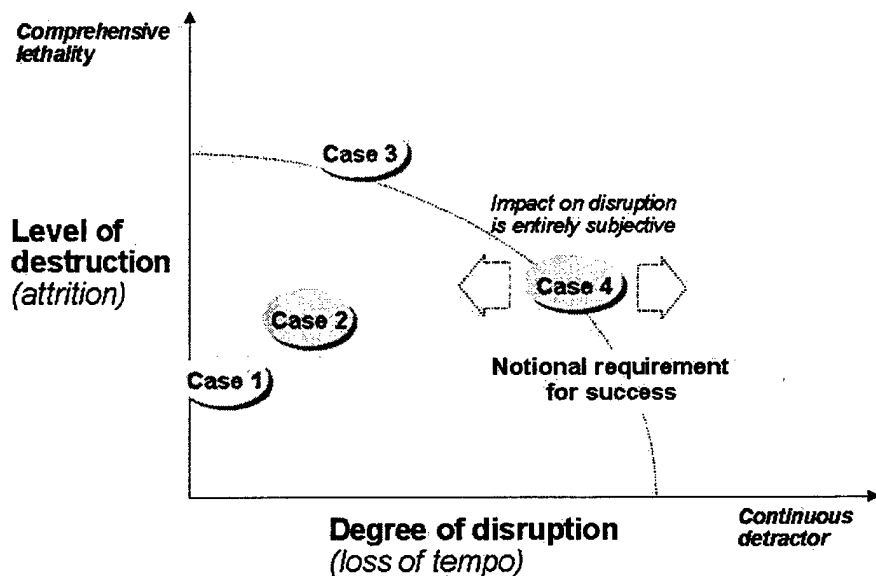 Comprehensive
lethality
Case 3
Impact on disruption
is entirely subjective
Level of
destruction
(attrition)
Case 4
Case 2
Notional requirement
for success
Case 1
Degree of disruption
(loss of tempo)
Continuous
detractor